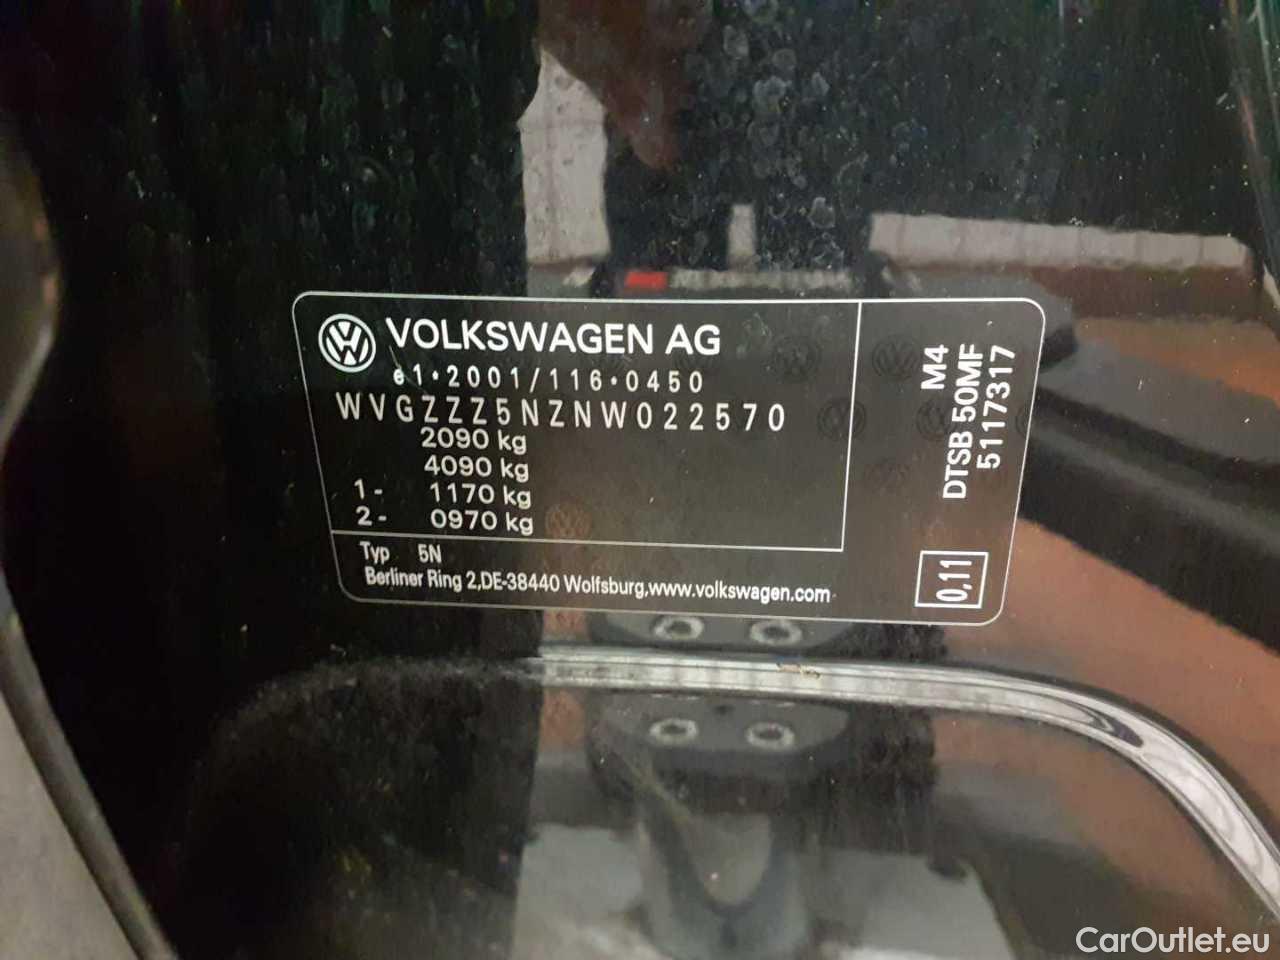 VOLKSWAGEN AG
e1*2001/116*0450
WVGZZZ5NZNW022570
2090 kg
4090 kg
1- 1170 kg
2- 0970 kg
Typ 5N
Berliner Ring 2,DE-38440 Wolfsburg,www.volkswagen.com
M4
DTSB 50MF
5117317
0,11
CarOutlet.eu